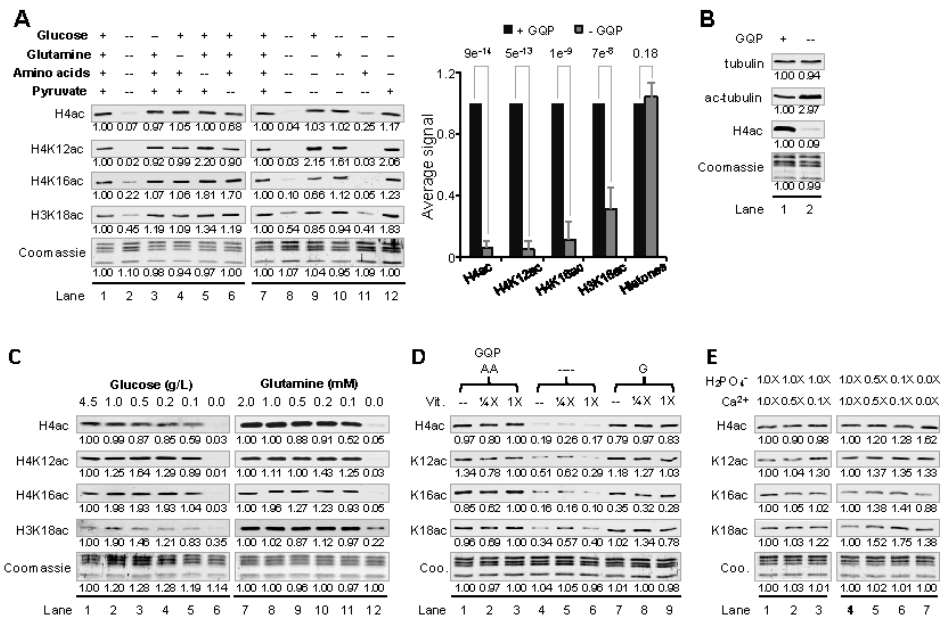 A
Glucose + -- -- + + + + -- + -- -- --
Glutamine + -- + -- + + + -- -- + -- --
Amino acids + -- + + -- + + -- -- -- + --
Pyruvate + -- + + + -- + -- -- -- -- +
H4ac
1.00 0.07 0.97 1.05 1.00 0.68 1.00 0.04 1.03 1.02 0.25 1.17
H4K12ac
1.00 0.02 0.92 0.99 2.20 0.90 1.00 0.03 2.15 1.61 0.03 2.06
H4K16ac
1.00 0.22 1.07 1.06 1.81 1.70 1.00 0.10 0.66 1.12 0.05 1.23
H3K18ac
1.00 0.45 1.19 1.09 1.34 1.19 1.00 0.54 0.85 0.94 0.41 1.83
Coomassie
1.00 1.10 0.98 0.94 0.97 1.00 1.00 1.07 1.04 0.95 1.09 1.00
Lane 1 2 3 4 5 6 7 8 9 10 11 12
+ GQP - GQP
9e-14 5e-13 1e-9 7e-8 0.18
Average signal
1.2
0.8
0.4
0
H4ac H4K12ac H4K16ac H3K18ac Histones
B
GQP + --
tubulin
1.00 0.94
ac-tubulin
1.00 2.97
H4ac
1.00 0.09
Coomassie
1.00 0.99
Lane 1 2
C
Glucose (g/L) Glutamine (mM)
4.5 1.0 0.5 0.2 0.1 0.0 2.0 1.0 0.5 0.2 0.1 0.0
H4ac
1.00 0.99 0.87 0.85 0.59 0.03 1.00 1.00 0.88 0.91 0.52 0.05
H4K12ac
1.00 1.25 1.64 1.29 0.89 0.01 1.00 1.11 1.00 1.43 1.25 0.03
H4K16ac
1.00 1.98 1.93 1.93 1.04 0.03 1.00 1.96 1.27 1.23 0.93 0.05
H3K18ac
1.00 1.90 1.46 1.21 0.83 0.35 1.00 1.02 0.87 1.12 0.97 0.22
Coomassie
1.00 1.20 1.28 1.28 1.19 1.14 1.00 1.00 0.96 1.00 0.97 1.00
Lane 1 2 3 4 5 6 7 8 9 10 11 12
D
GQP
AA ---- G
Vit. -- ¼X 1X -- ¼X 1X -- ¼X 1X
H4ac
0.97 0.80 1.00 0.19 0.26 0.17 0.79 0.97 0.83
K12ac
1.34 0.78 1.00 0.51 0.62 0.29 1.18 1.27 1.03
K16ac
0.85 0.62 1.00 0.16 0.16 0.10 0.35 0.32 0.28
K18ac
0.96 0.69 1.00 0.34 0.57 0.40 1.02 1.34 0.78
Coo.
1.00 0.97 1.00 1.04 1.05 0.96 1.00 1.00 0.98
Lane 1 2 3 4 5 6 7 8 9
E
H2PO4- 1.0X 1.0X 1.0X 1.0X 0.5X 0.1X 0.0X
Ca2+ 1.0X 0.5X 0.1X 1.0X 0.5X 0.1X 0.0X
H4ac
1.00 0.90 0.98 1.00 1.20 1.28 1.62
K12ac
1.00 1.04 1.30 1.00 1.37 1.35 1.33
K16ac
1.00 1.05 1.02 1.00 1.38 1.41 0.88
K18ac
1.00 1.03 1.22 1.00 1.52 1.75 1.38
Coo.
1.00 1.03 1.01 1.00 1.02 1.01 1.00
Lane 1 2 3 4 5 6 7